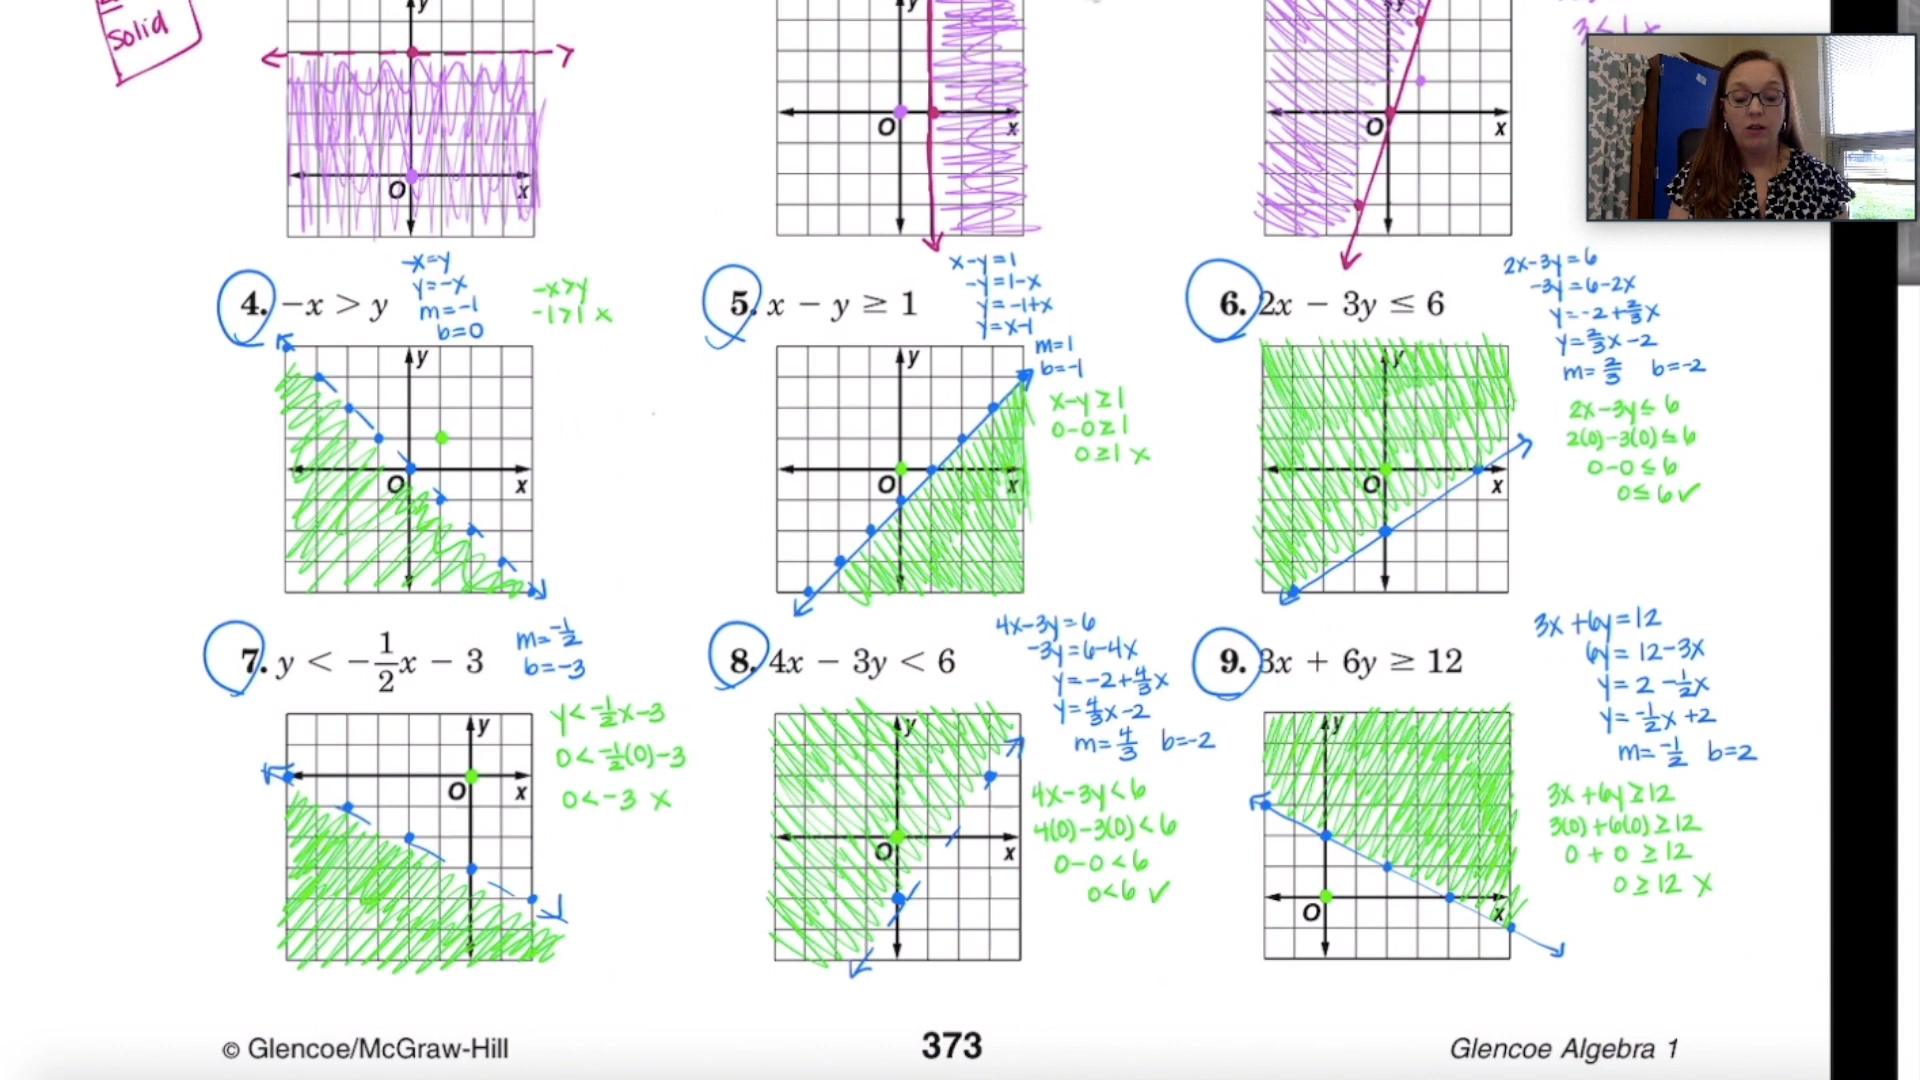 Solid
y
O
x
y
O
x
y
O
x
4. −x > y
-x=y
y=-x
m=-1
b=0
-x>y
-1>1 x
y
O
x
5. x − y ≥ 1
x-y=1
-y=1-x
y=-1+x
y=x-1
m=1
b=-1
x-y≥1
0-0≥1
0≥1 x
y
O
x
6. 2x − 3y ≤ 6
2x-3y=6
-3y=6-2x
y=-2+2/3x
y=2/3x-2
m=2/3 b=-2
2x-3y≤6
2(0)-3(0)≤6
0-0≤6
0≤6✓
y
O
x
7. y < −1/2x − 3
m=-1/2
b=-3
y<-1/2x-3
0<-1/2(0)-3
0<-3 x
y
O
x
8. 4x − 3y < 6
4x-3y=6
-3y=6-4x
y=-2+4/3x
y=4/3x-2
m=4/3 b=-2
4x-3y<6
4(0)-3(0)<6
0-0<6
0<6 ✓
y
O
x
9. 3x + 6y ≥ 12
3x+6y=12
6y=12-3x
y=2-1/2x
y=-1/2x+2
m=-1/2 b=2
3x+6y≥12
3(0)+6(0)≥12
0+0≥12
0≥12 X
y
O
x
© Glencoe/McGraw-Hill
373
Glencoe Algebra 1